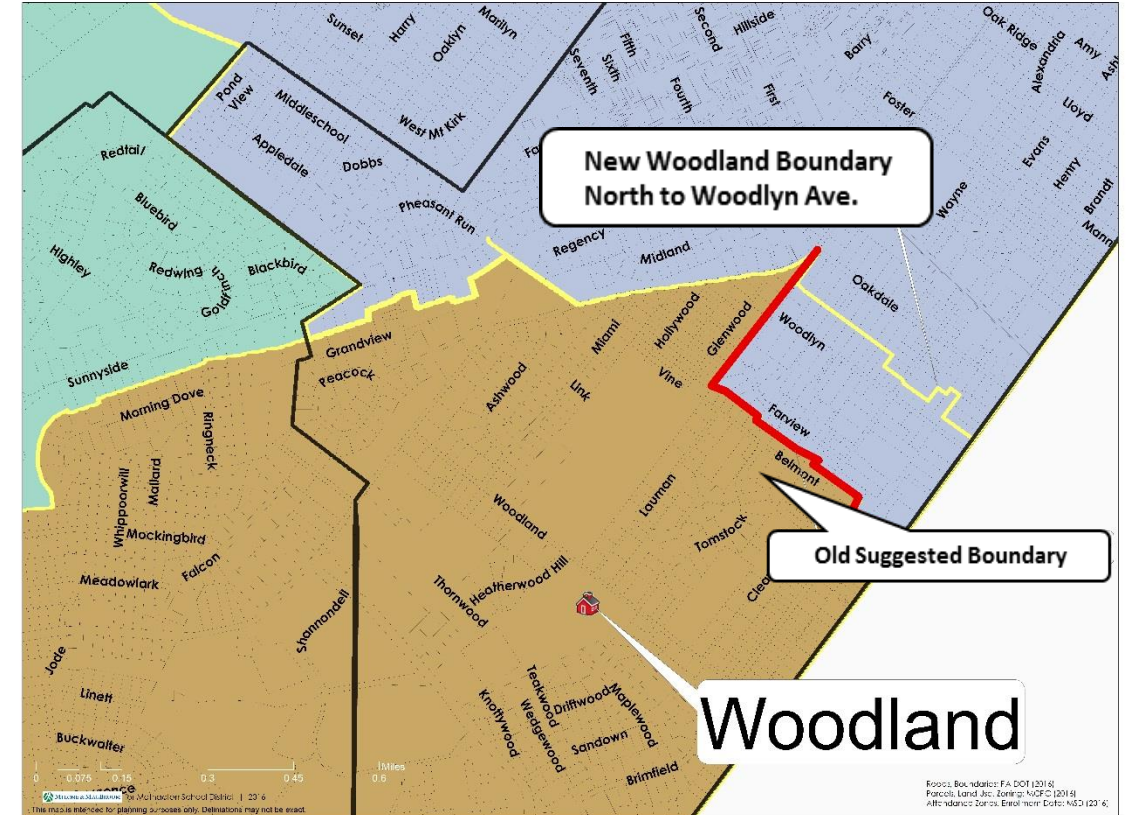 Sunset
Harry
Oaklyn
Marilyn
Second
Hillside
Fifth
Sixth
Seventh
Fourth
First
Barry
Oak Ridge
Alexandria
Amy
Lloyd
Foster
Evans
Henry
Brandt
Wayne
Pond
View
Middleschool
West Mt Kirk
Appledale
Dobbs
Redtail
New Woodland Boundary
North to Woodlyn Ave.
Pheasant Run
Regency
Midland
Bluebird
Highley
Redwing
Goldfinch
Blackbird
Oakdale
Woodlyn
Sunnyside
Grandview
Peacock
Morning Dove
Ringneck
Ashwood
Link
Miami
Hollywood
Glenwood
Vine
Farview
Belmont
Whippoorwill
Mallard
Mockingbird
Meadowlark
Falcon
Woodland
Lauman
Tomstock
Old Suggested Boundary
Thornwood
Heatherwood Hill
Shannondell
Jode
Linett
Buckwalter
Knottywood
Teakwood
Wedgewood
Driftwood
Maplewood
Sandown
Brimfield
Woodland
0 0.075 0.15 0.3 0.45 0.6 Miles
This map is intended for planning purposes only. Delineations may not be exact.
Roads, Boundaries: PA DOT (2016)
Parcels, Land Use, Zoning: MCPC (2016)
Attendance Zones, Enrollment Data: MSD (2016)